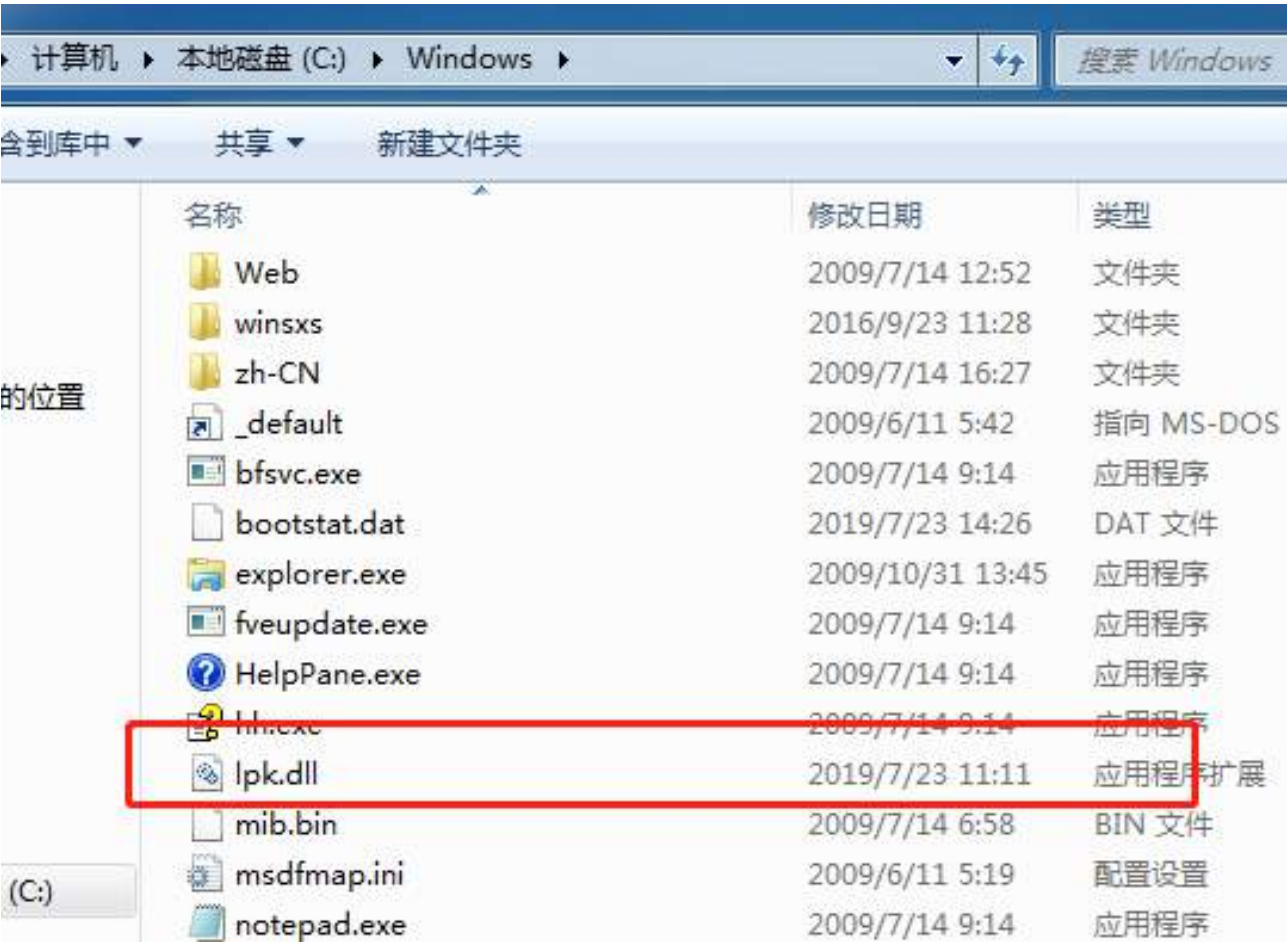 计算机 ▸ 本地磁盘 (C:) ▸ Windows ▸ 搜索 Windows
含到库中 共享 新建文件夹
名称 修改日期 类型
Web 2009/7/14 12:52 文件夹
winsxs 2016/9/23 11:28 文件夹
zh-CN 2009/7/14 16:27 文件夹
的位置
_default 2009/6/11 5:42 指向 MS-DOS
bfsvc.exe 2009/7/14 9:14 应用程序
bootstat.dat 2019/7/23 14:26 DAT 文件
explorer.exe 2009/10/31 13:45 应用程序
fveupdate.exe 2009/7/14 9:14 应用程序
HelpPane.exe 2009/7/14 9:14 应用程序
hh.exe 2009/7/14 9:14 应用程序
lpk.dll 2019/7/23 11:11 应用程序扩展
mib.bin 2009/7/14 6:58 BIN 文件
msdfmap.ini 2009/6/11 5:19 配置设置
(C:)
notepad.exe 2009/7/14 9:14 应用程序